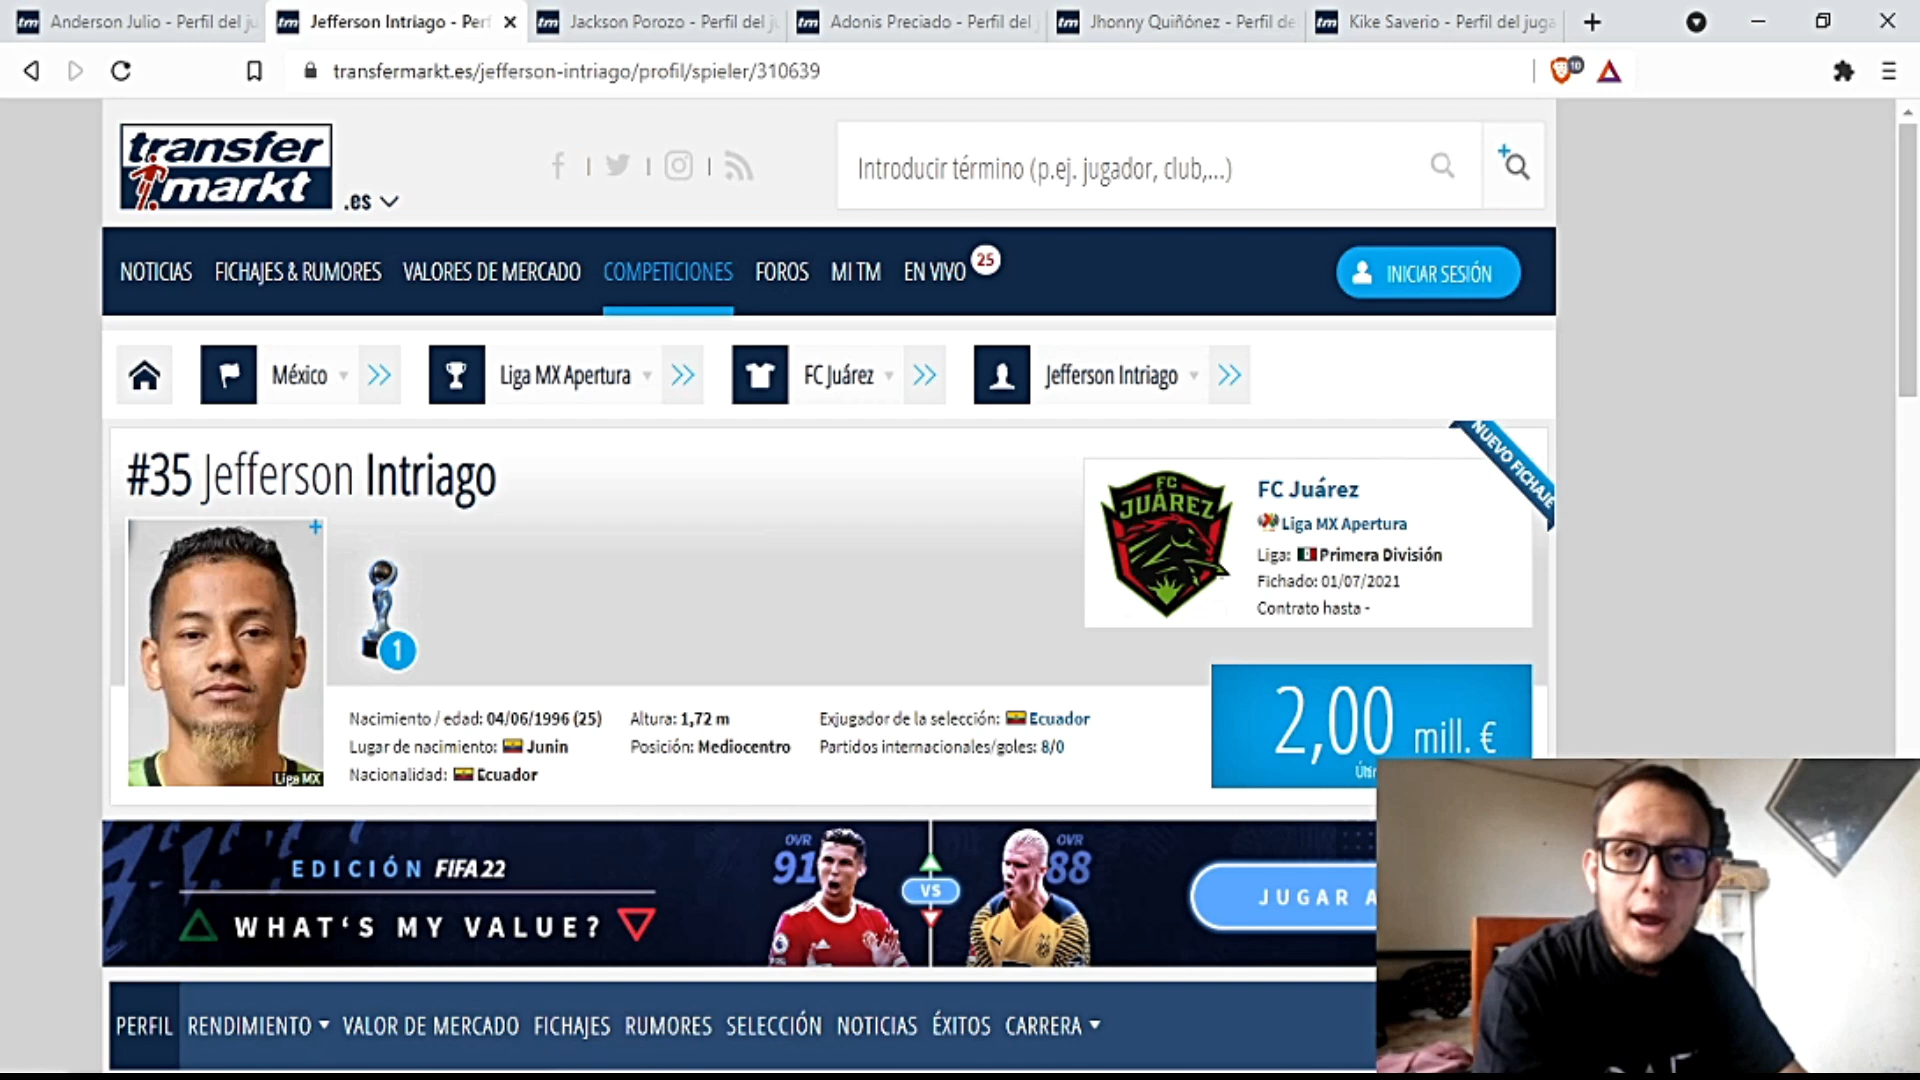 Anderson Julio - Perfil del ju
Jefferson Intriago - Perf
Jackson Porozo - Perfil del j
Adonis Preciado - Perfil del j
Jhonny Quiñónez - Perfil de
Kike Saverio - Perfil del juga
transfermarkt.es/jefferson-intriago/profil/spieler/310639
10
transfer
markt
.es
Introducir término (p.ej. jugador, club,...)
NOTICIAS FICHAJES & RUMORES VALORES DE MERCADO COMPETICIONES FOROS MI TM EN VIVO 25
INICIAR SESIÓN
México
Liga MX Apertura
FC Juárez
Jefferson Intriago
#35 Jefferson Intriago
NUEVO FICHAJE
FC
JUÁREZ
FC Juárez
Liga MX Apertura
Liga: Primera División
Fichado: 01/07/2021
Contrato hasta -
1
Liga MX
Nacimiento / edad: 04/06/1996 (25)
Lugar de nacimiento: Junin
Nacionalidad: Ecuador
Altura: 1,72 m
Posición: Mediocentro
Exjugador de la selección: Ecuador
Partidos internacionales/goles: 8/0
2,00 mill. €
EDICIÓN FIFA 22
WHAT'S MY VALUE?
OVR
91
VS
OVR
88
JUGAR A
PERFIL RENDIMIENTO VALOR DE MERCADO FICHAJES RUMORES SELECCIÓN NOTICIAS ÉXITOS CARRERA